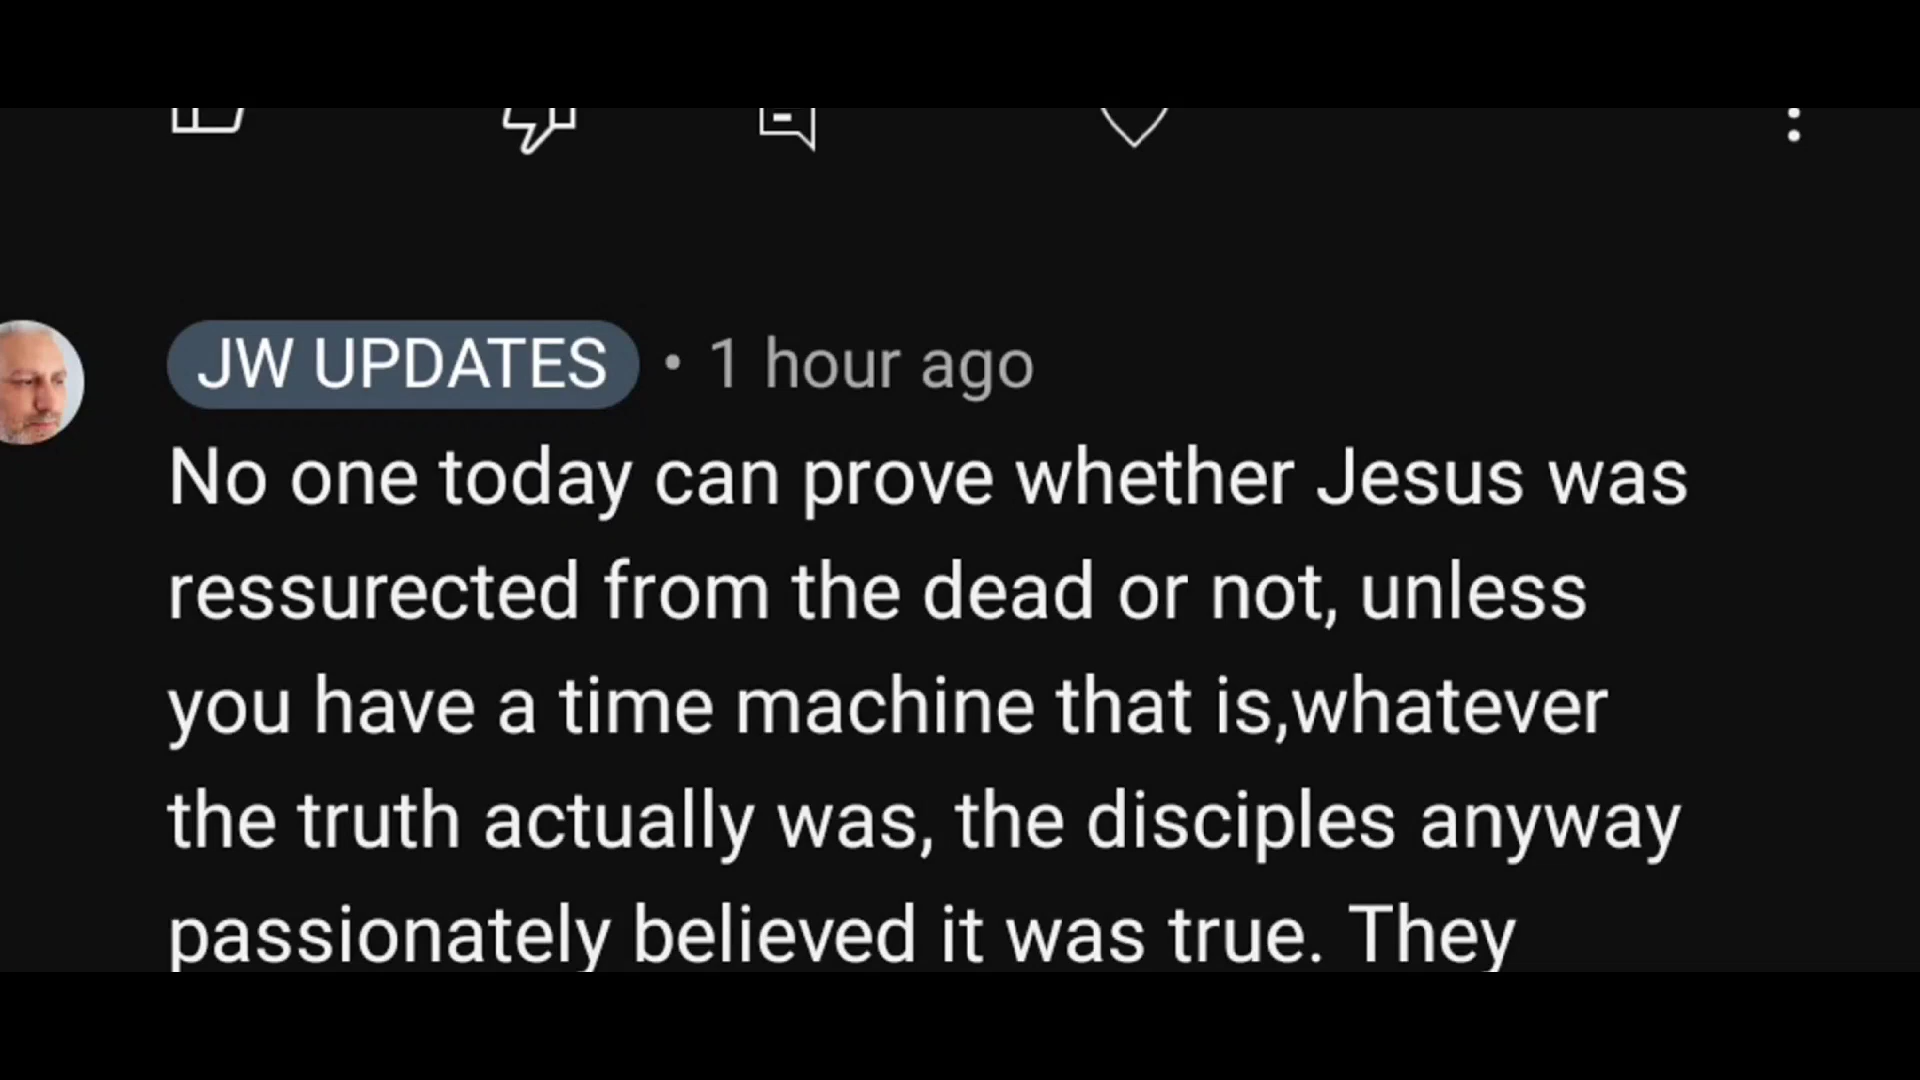 JW UPDATES • 1 hour ago
No one today can prove whether Jesus was
ressurected from the dead or not, unless
you have a time machine that is,whatever
the truth actually was, the disciples anyway
passionately believed it was true. They